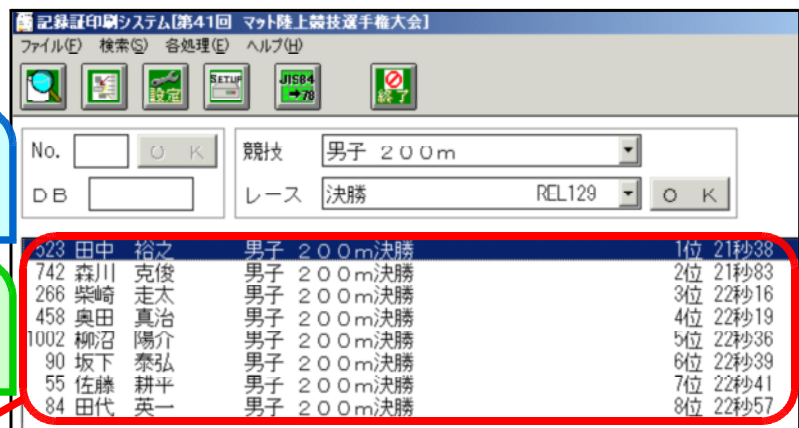 記録証印刷システム[第41回 マット陸上競技選手権大会]
ファイル(F) 検索(S) 各処理(E) ヘルプ(H)
設定 SETUP JISB4→78 終了
No. OK 競技 男子 200m
DB レース 決勝 REL129 OK
523 田中 裕之 男子 200m決勝 1位 21秒38
742 森川 克俊 男子 200m決勝 2位 21秒83
266 柴崎 走太 男子 200m決勝 3位 22秒16
458 奥田 真治 男子 200m決勝 4位 22秒19
1002 柳沼 陽介 男子 200m決勝 5位 22秒36
90 坂下 泰弘 男子 200m決勝 6位 22秒39
55 佐藤 耕平 男子 200m決勝 7位 22秒41
84 田代 英一 男子 200m決勝 8位 22秒57